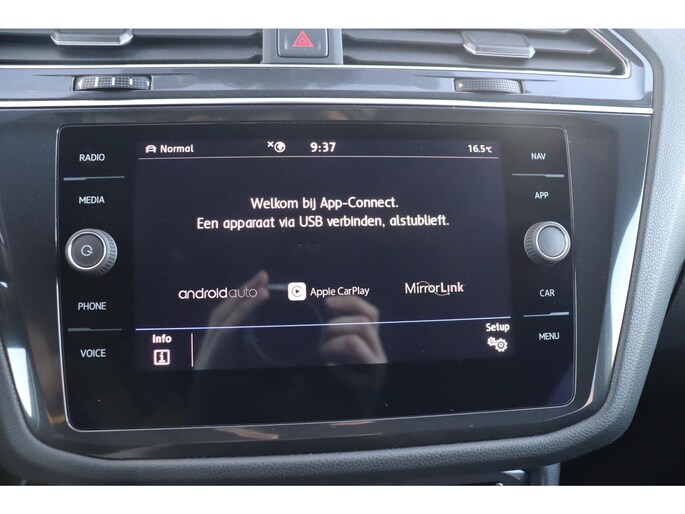 RADIO
MEDIA
PHONE
VOICE
Normal 9:37 16.5°C
Welkom bij App-Connect.
Een apparaat via USB verbinden, alstublieft.
androidauto Apple CarPlay MirrorLink
Info Setup
NAV
APP
CAR
MENU